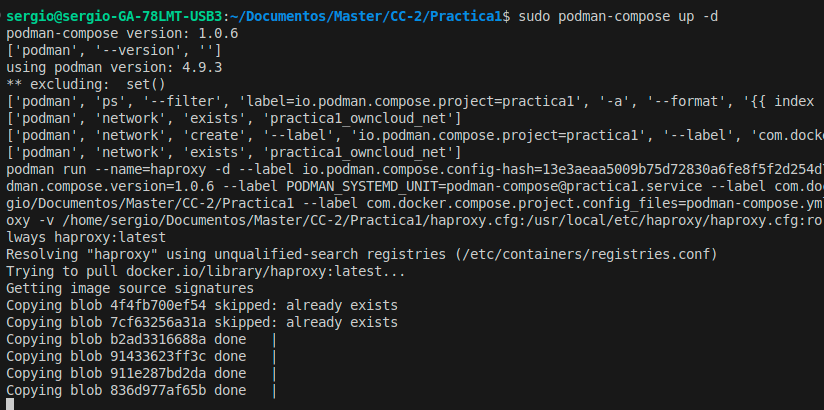 sergio@sergio-GA-78LMT-USB3:~/Documentos/Master/CC-2/Practica1$ sudo podman-compose up -d
podman-compose version: 1.0.6
['podman', '--version', '']
using podman version: 4.9.3
** excluding:  set()
['podman', 'ps', '--filter', 'label=io.podman.compose.project=practica1', '-a', '--format', '{{ index
['podman', 'network', 'exists', 'practica1_owncloud_net']
['podman', 'network', 'create', '--label', 'io.podman.compose.project=practica1', '--label', 'com.docke
['podman', 'network', 'exists', 'practica1_owncloud_net']
podman run --name=haproxy -d --label io.podman.compose.config-hash=13e3aeaa5009b75d72830a6fe8f5f2d254d7
dman.compose.version=1.0.6 --label PODMAN_SYSTEMD_UNIT=podman-compose@practica1.service --label com.doc
gio/Documentos/Master/CC-2/Practica1 --label com.docker.compose.project.config_files=podman-compose.yml
oxy -v /home/sergio/Documentos/Master/CC-2/Practica1/haproxy.cfg:/usr/local/etc/haproxy/haproxy.cfg:ro
lways haproxy:latest
Resolving "haproxy" using unqualified-search registries (/etc/containers/registries.conf)
Trying to pull docker.io/library/haproxy:latest...
Getting image source signatures
Copying blob 4f4fb700ef54 skipped: already exists
Copying blob 7cf63256a31a skipped: already exists
Copying blob b2ad3316688a done   |
Copying blob 91433623ff3c done   |
Copying blob 911e287bd2da done   |
Copying blob 836d977af65b done   |